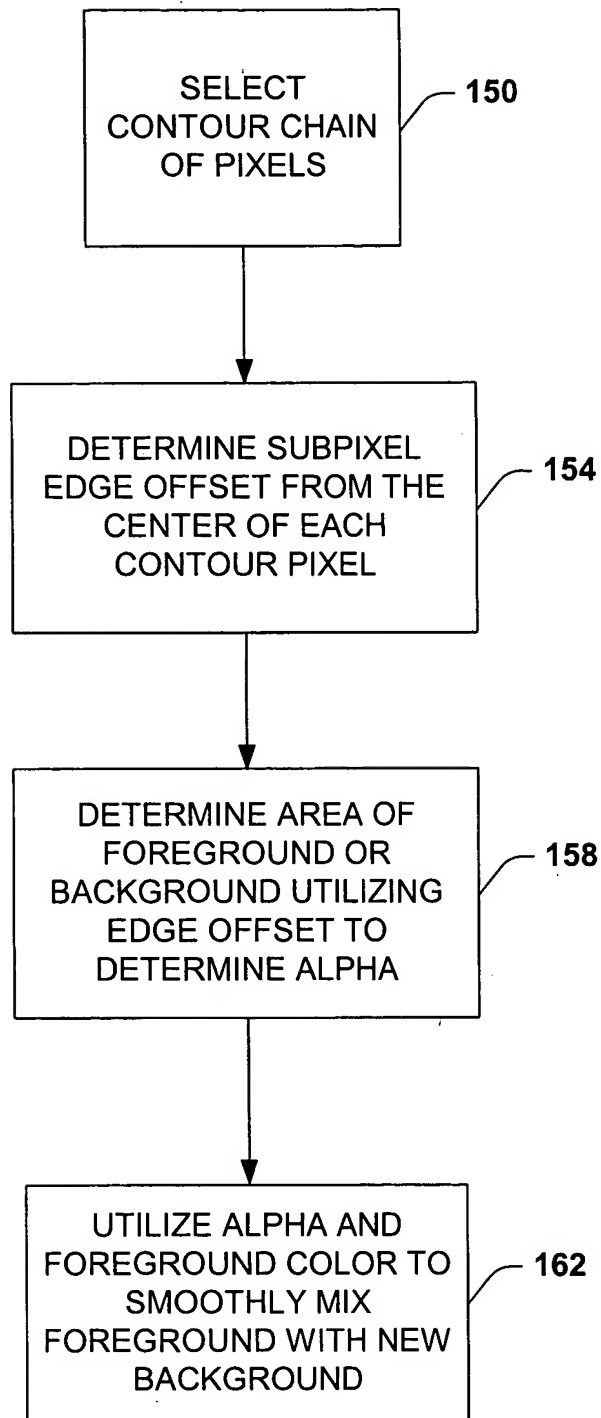 SELECT
CONTOUR CHAIN
OF PIXELS
150
DETERMINE SUBPIXEL
EDGE OFFSET FROM THE
CENTER OF EACH
CONTOUR PIXEL
154
DETERMINE AREA OF
FOREGROUND OR
BACKGROUND UTILIZING
EDGE OFFSET TO
DETERMINE ALPHA
158
UTILIZE ALPHA AND
FOREGROUND COLOR TO
SMOOTHLY MIX
FOREGROUND WITH NEW
BACKGROUND
162